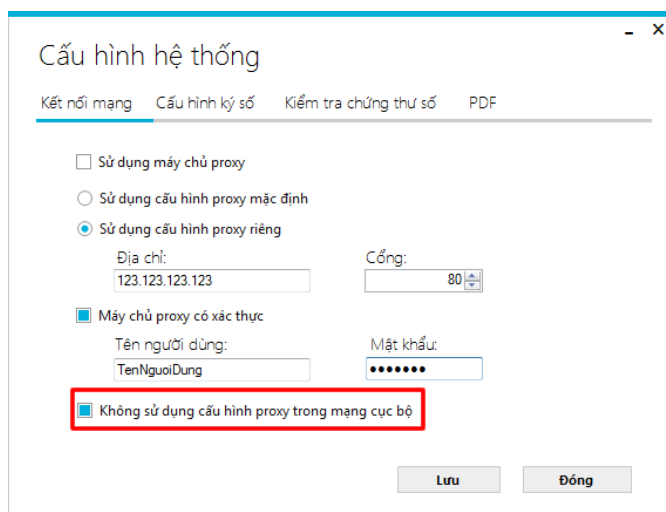 Cấu hình hệ thống
Kết nối mạng Cấu hình ký số Kiểm tra chứng thư số PDF
Sử dụng máy chủ proxy
Sử dụng cấu hình proxy mặc định
Sử dụng cấu hình proxy riêng
Địa chỉ: Cổng:
123.123.123.123 80
Máy chủ proxy có xác thực
Tên người dùng: Mật khẩu:
TenNguoiDung •••••••
Không sử dụng cấu hình proxy trong mạng cục bộ
Lưu Đóng